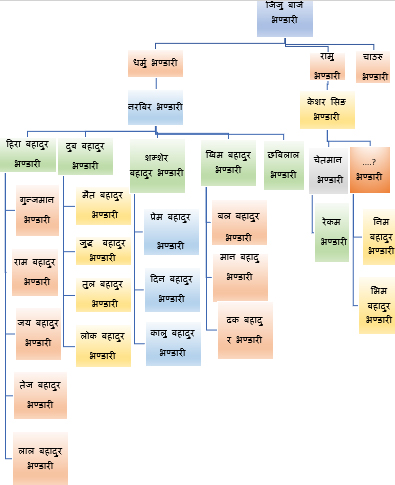 जिजु बाजे
भण्डारी
धर्मु भण्डारी
रामु
भण्डारी
चाउरु
भण्डारी
नरबिर भण्डारी
केशर सिङ
भण्डारी
हिरा बहादुर
भण्डारी
दुब बहादुर
भण्डारी
शम्शेर
बहादुर भण्डारी
खिम बहादुर
भण्डारी
छबिलाल
भण्डारी
चेतमान
भण्डारी
....?
भण्डारी
गुन्जमान
भण्डारी
राम बहादुर
भण्डारी
जय बहादुर
भण्डारी
तेज बहादुर
भण्डारी
लाल बहादुर
भण्डारी
मैत बहादुर
भण्डारी
जुद्ध बहादुर
भण्डारी
तुल बहादुर
भण्डारी
लोक बहादुर
भण्डारी
प्रेम बहादुर
भण्डारी
दिन बहादुर
भण्डारी
कालु बहादुर
भण्डारी
बल बहादुर
भण्डारी
मान बहादु
भण्डारी
ढक बहादु
र भण्डारी
रेकम
भण्डारी
निम
बहादुर
भण्डारी
भिम
बहादुर
भण्डारी